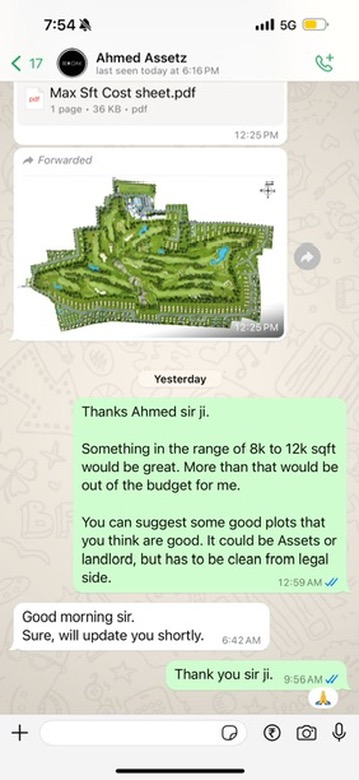 7:54
5G
17
Ahmed Assetz
last seen today at 6:16 PM
pdf
Max Sft Cost sheet.pdf
1 page • 36 KB • pdf
12:25 PM
Forwarded
12:25 PM
Yesterday
Thanks Ahmed sir ji.
Something in the range of 8k to 12k sqft
would be great. More than that would be
out of the budget for me.
You can suggest some good plots that
you think are good. It could be Assets or
landlord, but has to be clean from legal
side.
12:59 AM
Good morning sir.
Sure, will update you shortly.
6:42 AM
Thank you sir ji.
9:56 AM